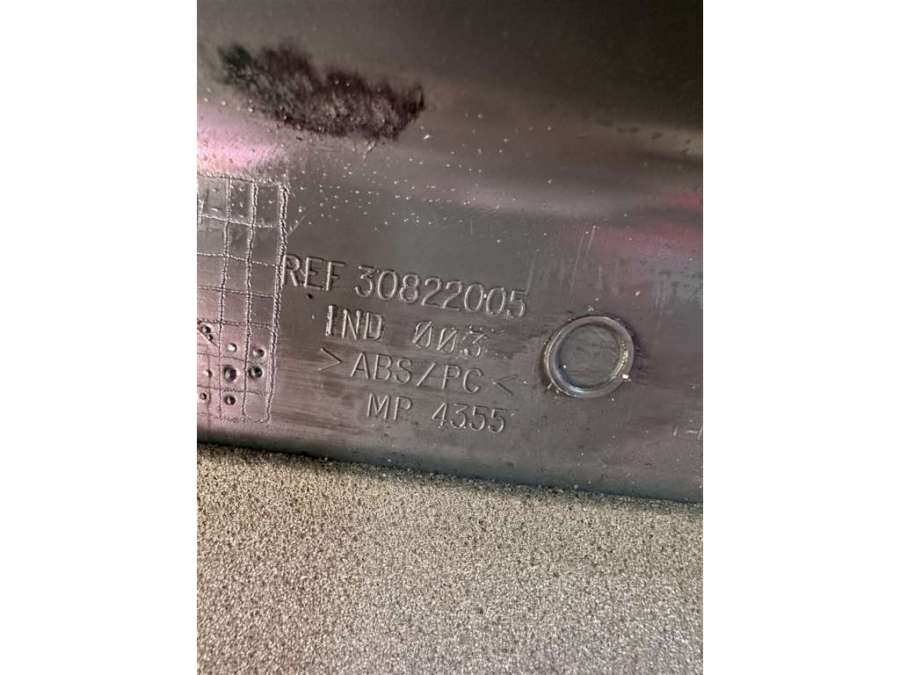 REF 30822005
IND 003
>ABS/PC<
MP 4355